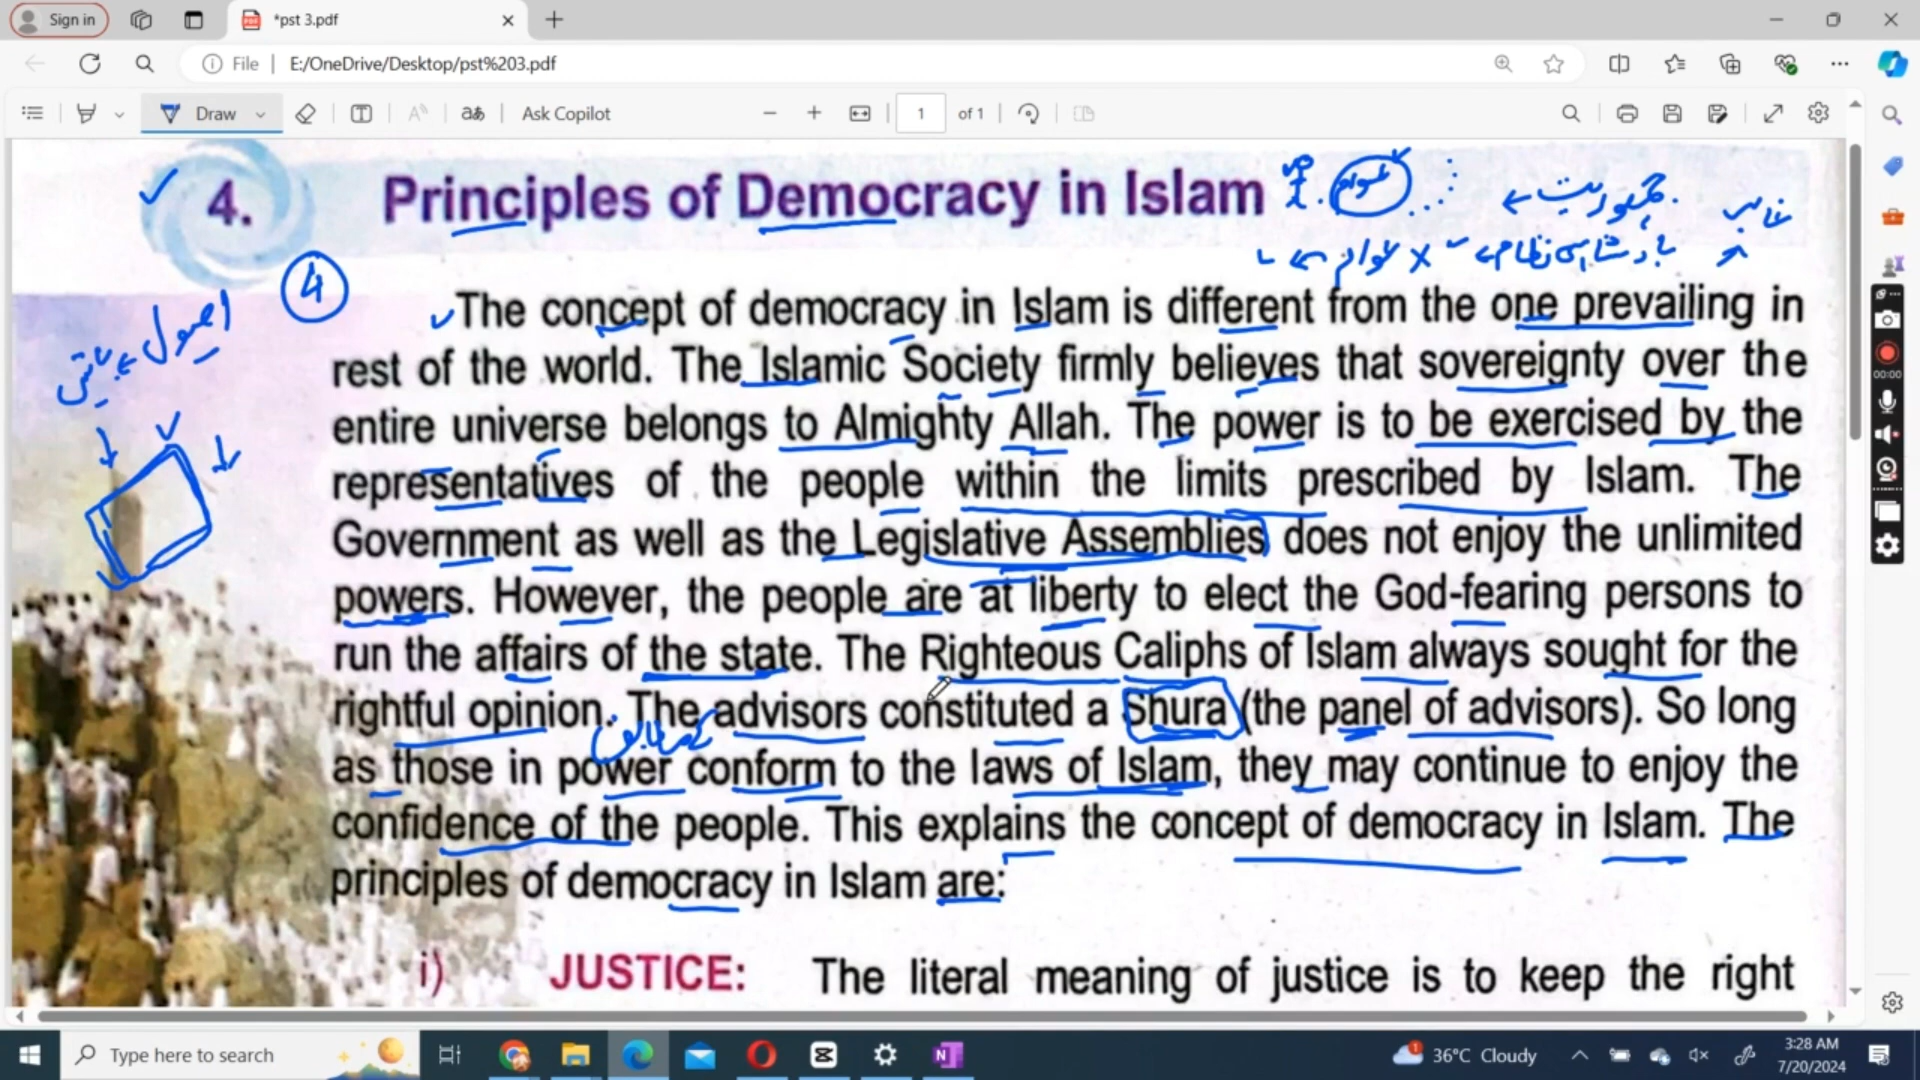 Sign in
*pst 3.pdf
File
E:/OneDrive/Desktop/pst%203.pdf
Draw
aあ
Ask Copilot
1 of 1
4. Principles of Democracy in Islam
عوام
جمہوریت
عوام X
4
The concept of democracy in Islam is different from the one prevailing in
rest of the world. The Islamic Society firmly believes that sovereignty over the
entire universe belongs to Almighty Allah. The power is to be exercised by the
representatives of the people within the limits prescribed by Islam. The
Government as well as the Legislative Assemblies does not enjoy the unlimited
powers. However, the people are at liberty to elect the God-fearing persons to
run the affairs of the state. The Righteous Caliphs of Islam always sought for the
rightful opinion. The advisors constituted a Shura (the panel of advisors). So long
as those in power conform to the laws of Islam, they may continue to enjoy the
confidence of the people. This explains the concept of democracy in Islam. The
principles of democracy in Islam are:
i) JUSTICE: The literal meaning of justice is to keep the right
00:00
Type here to search
36°C Cloudy
3:28 AM
7/20/2024